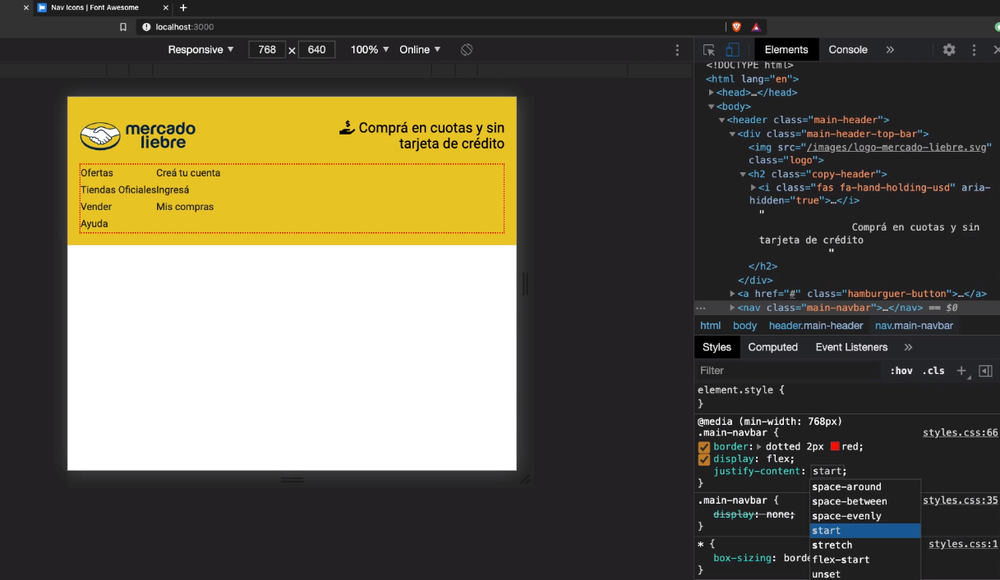 Nav Icons | Font Awesome
localhost:3000
Responsive 768 × 640 100% Online
Elements Console »
mercado
liebre
Comprá en cuotas y sin
tarjeta de crédito
Ofertas Creá tu cuenta
Tiendas Oficiales Ingresá
Vender Mis compras
Ayuda
<!DOCTYPE html>
<html lang="en">
<head>…</head>
<body>
<header class="main-header">
<div class="main-header-top-bar">
<img src="/images/logo-mercado-liebre.svg"
class="logo">
<h2 class="copy-header">
<i class="fas fa-hand-holding-usd" aria-
hidden="true">…</i>
"
Comprá en cuotas y sin
tarjeta de crédito
"
</h2>
</div>
<a href="#" class="hamburguer-button">…</a>
… <nav class="main-navbar">…</nav> == $0
html body header.main-header nav.main-navbar
Styles Computed Event Listeners »
Filter :hov .cls +
element.style {
}
@media (min-width: 768px)
.main-navbar { styles.css:66
border: dotted 2px red;
display: flex;
justify-content: start;
}
space-around
.main-navbar { space-between styles.css:35
display: none; space-evenly
} start
* { stretch styles.css:1
box-sizing: borde flex-start
} unset